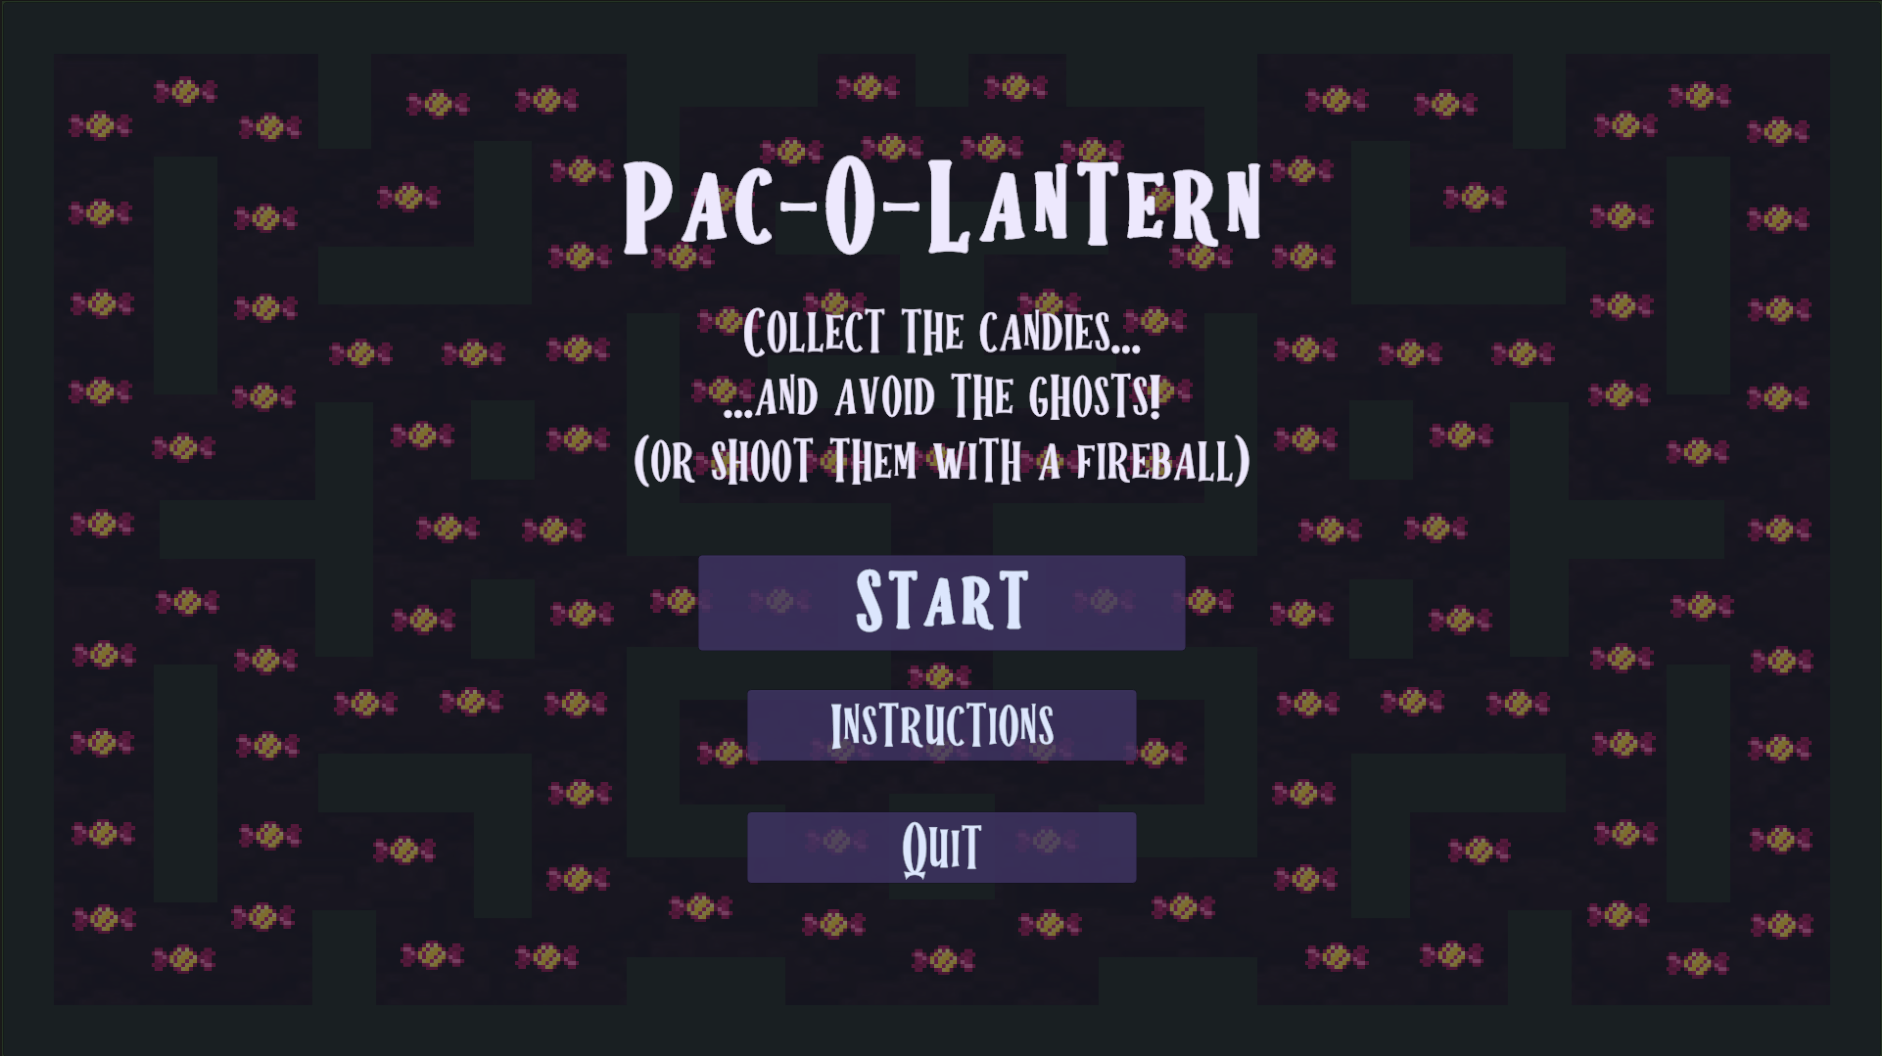 Pac-O-Lantern
Collect the candies...
...and avoid the ghosts!
(or shoot them with a fireball)
Start
Instructions
Quit